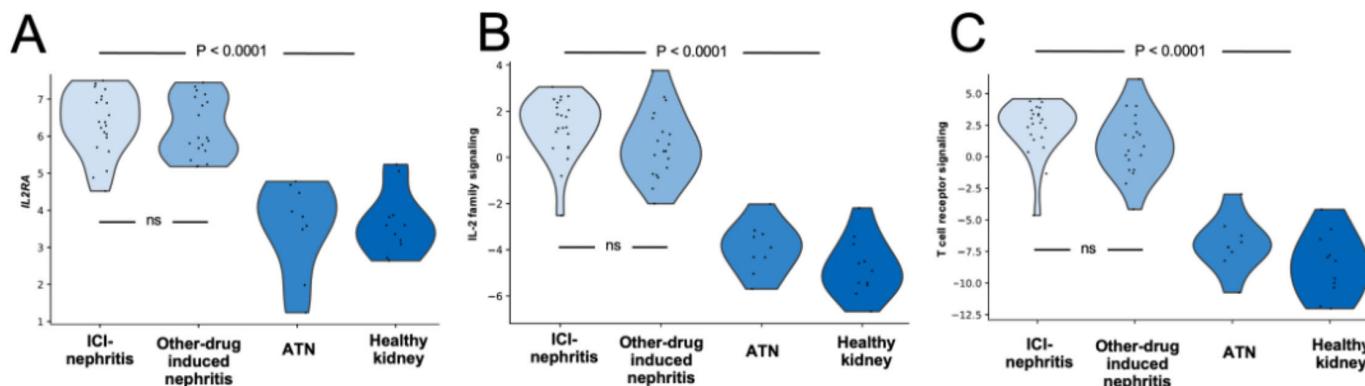 A
P < 0.0001
IL2RA
7
6
5
4
3
2
1
ns
ICI-
nephritis
Other-drug
induced
nephritis
ATN
Healthy
kidney
B
P < 0.0001
IL-2 family signaling
4
2
0
−2
−4
−6
ns
ICI-
nephritis
Other-drug
induced
nephritis
ATN
Healthy
kidney
C
P < 0.0001
T cell receptor signaling
5.0
2.5
0.0
−2.5
−5.0
−7.5
−10.0
−12.5
ns
ICI-
nephritis
Other-drug
induced
nephritis
ATN
Healthy
kidney